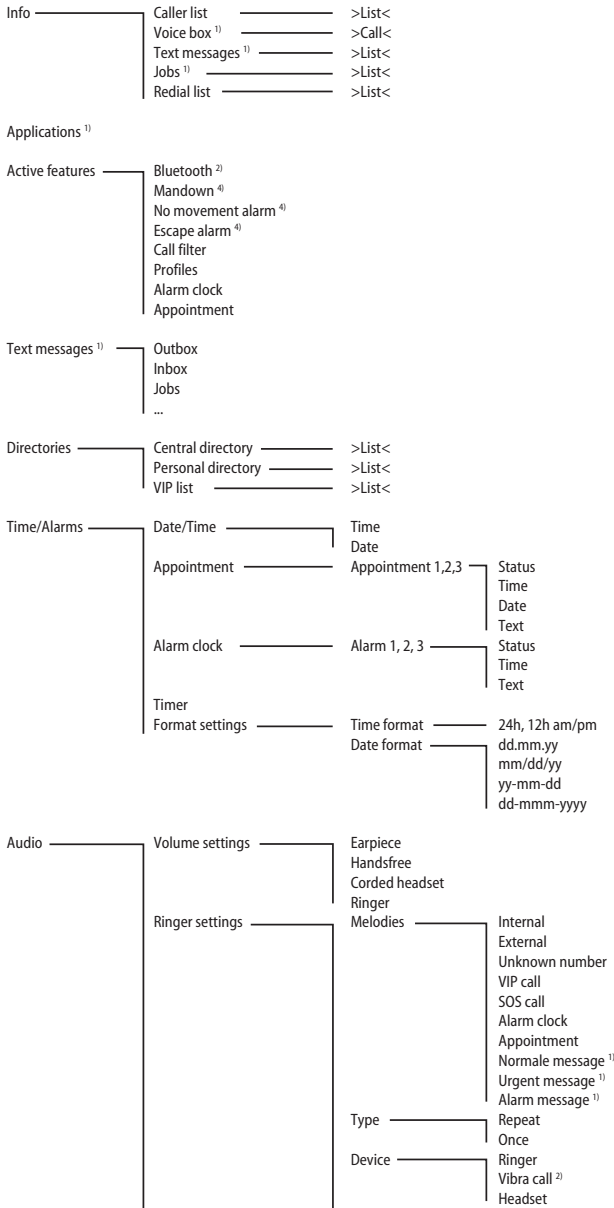 Info Caller list >List<
Voice box 1) >Call<
Text messages 1) >List<
Jobs 1) >List<
Redial list >List<
Applications 1)
Active features Bluetooth 2)
Mandown 4)
No movement alarm 4)
Escape alarm 4)
Call filter
Profiles
Alarm clock
Appointment
Text messages 1) Outbox
Inbox
Jobs
...
Directories Central directory >List<
Personal directory >List<
VIP list >List<
Time/Alarms Date/Time Time
Date
Appointment Appointment 1,2,3 Status
Time
Date
Text
Alarm clock Alarm 1, 2, 3 Status
Time
Text
Timer
Format settings Time format 24h, 12h am/pm
Date format dd.mm.yy
mm/dd/yy
yy-mm-dd
dd-mmm-yyyy
Audio Volume settings Earpiece
Handsfree
Corded headset
Ringer
Ringer settings Melodies Internal
External
Unknown number
VIP call
SOS call
Alarm clock
Appointment
Normale message 1)
Urgent message 1)
Alarm message 1)
Type Repeat
Once
Device Ringer
Vibra call 2)
Headset